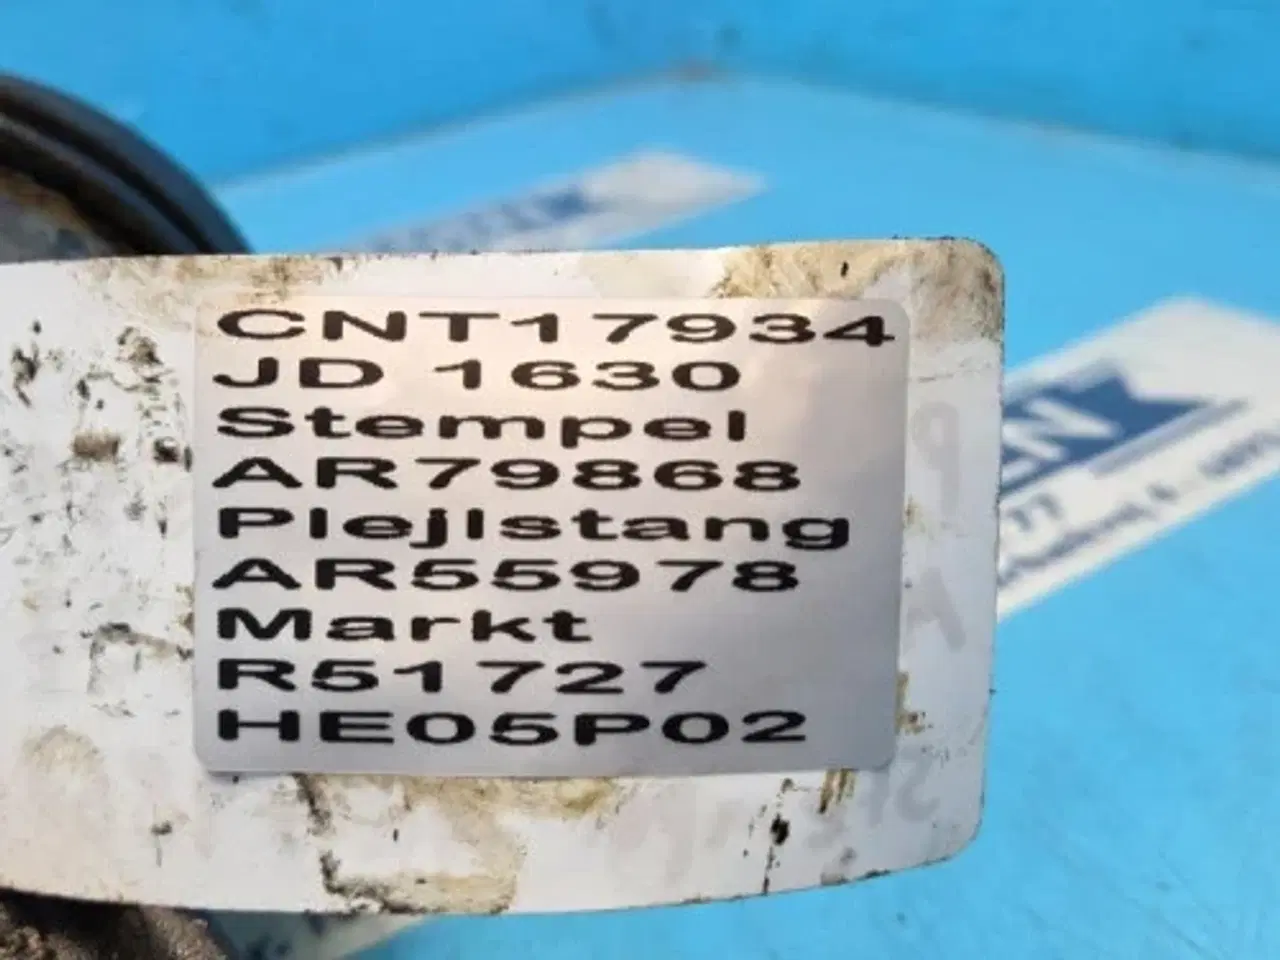 CNT17934
JD 1630
Stempel
AR79868
Plejlstang
AR55978
Markt
R51727
HE05P02